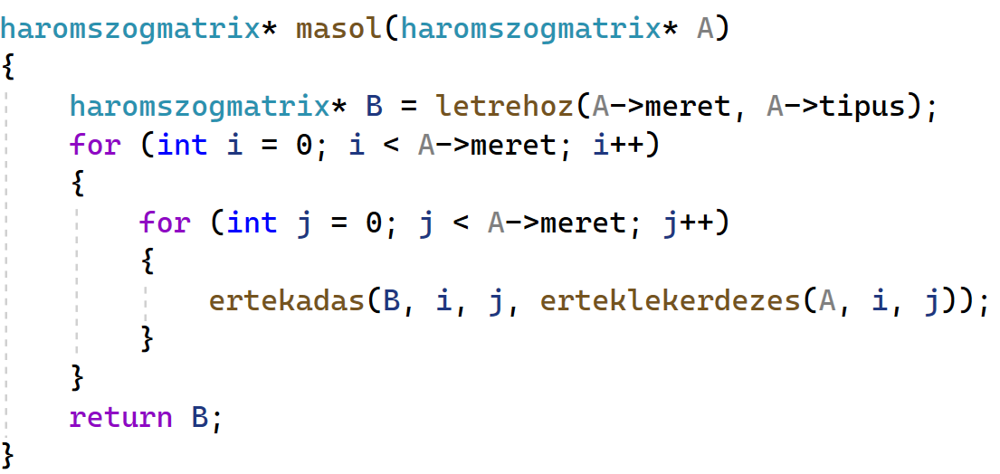 haromszogmatrix* masol(haromszogmatrix* A)
{
    haromszogmatrix* B = letrehoz(A->meret, A->tipus);
    for (int i = 0; i < A->meret; i++)
    {
        for (int j = 0; j < A->meret; j++)
        {
            ertekadas(B, i, j, erteklekerdezes(A, i, j));
        }
    }
    return B;
}